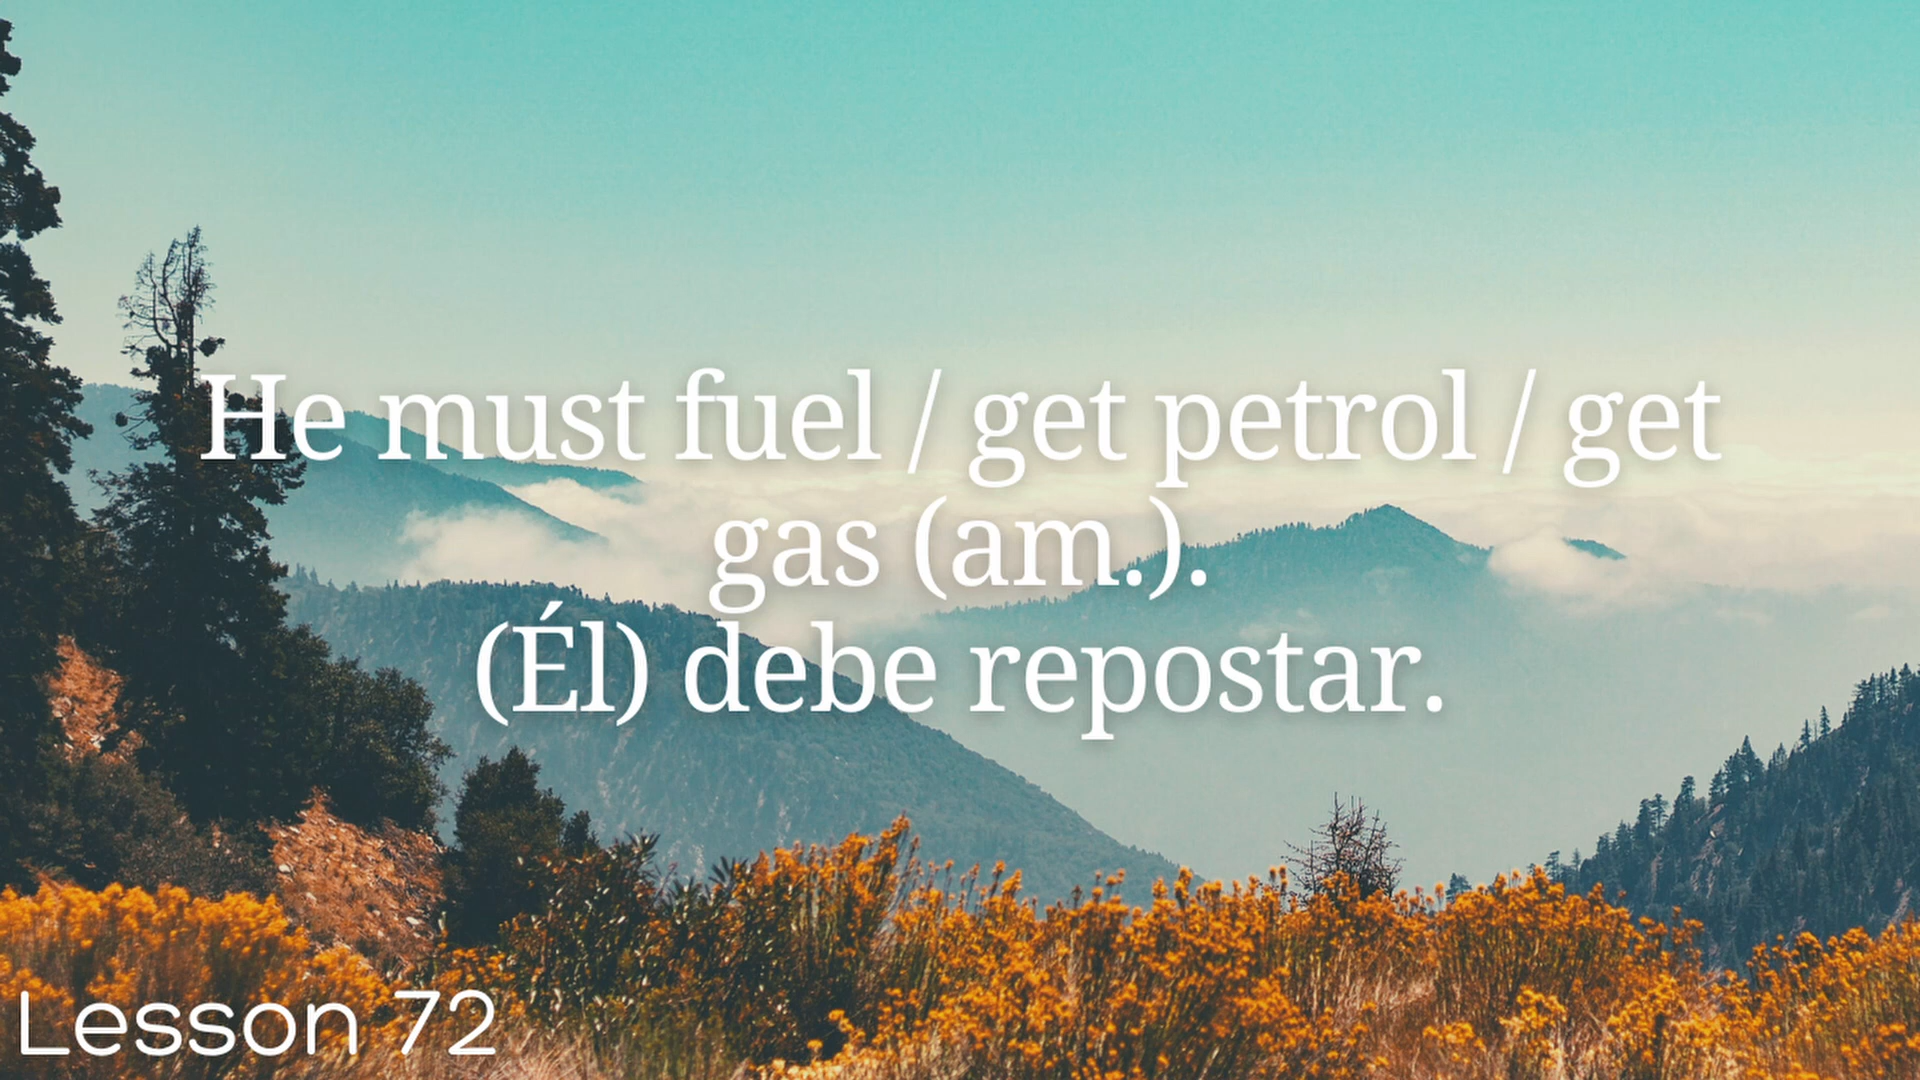 He must fuel / get petrol / get
gas (am.).
(Él) debe repostar.
Lesson 72